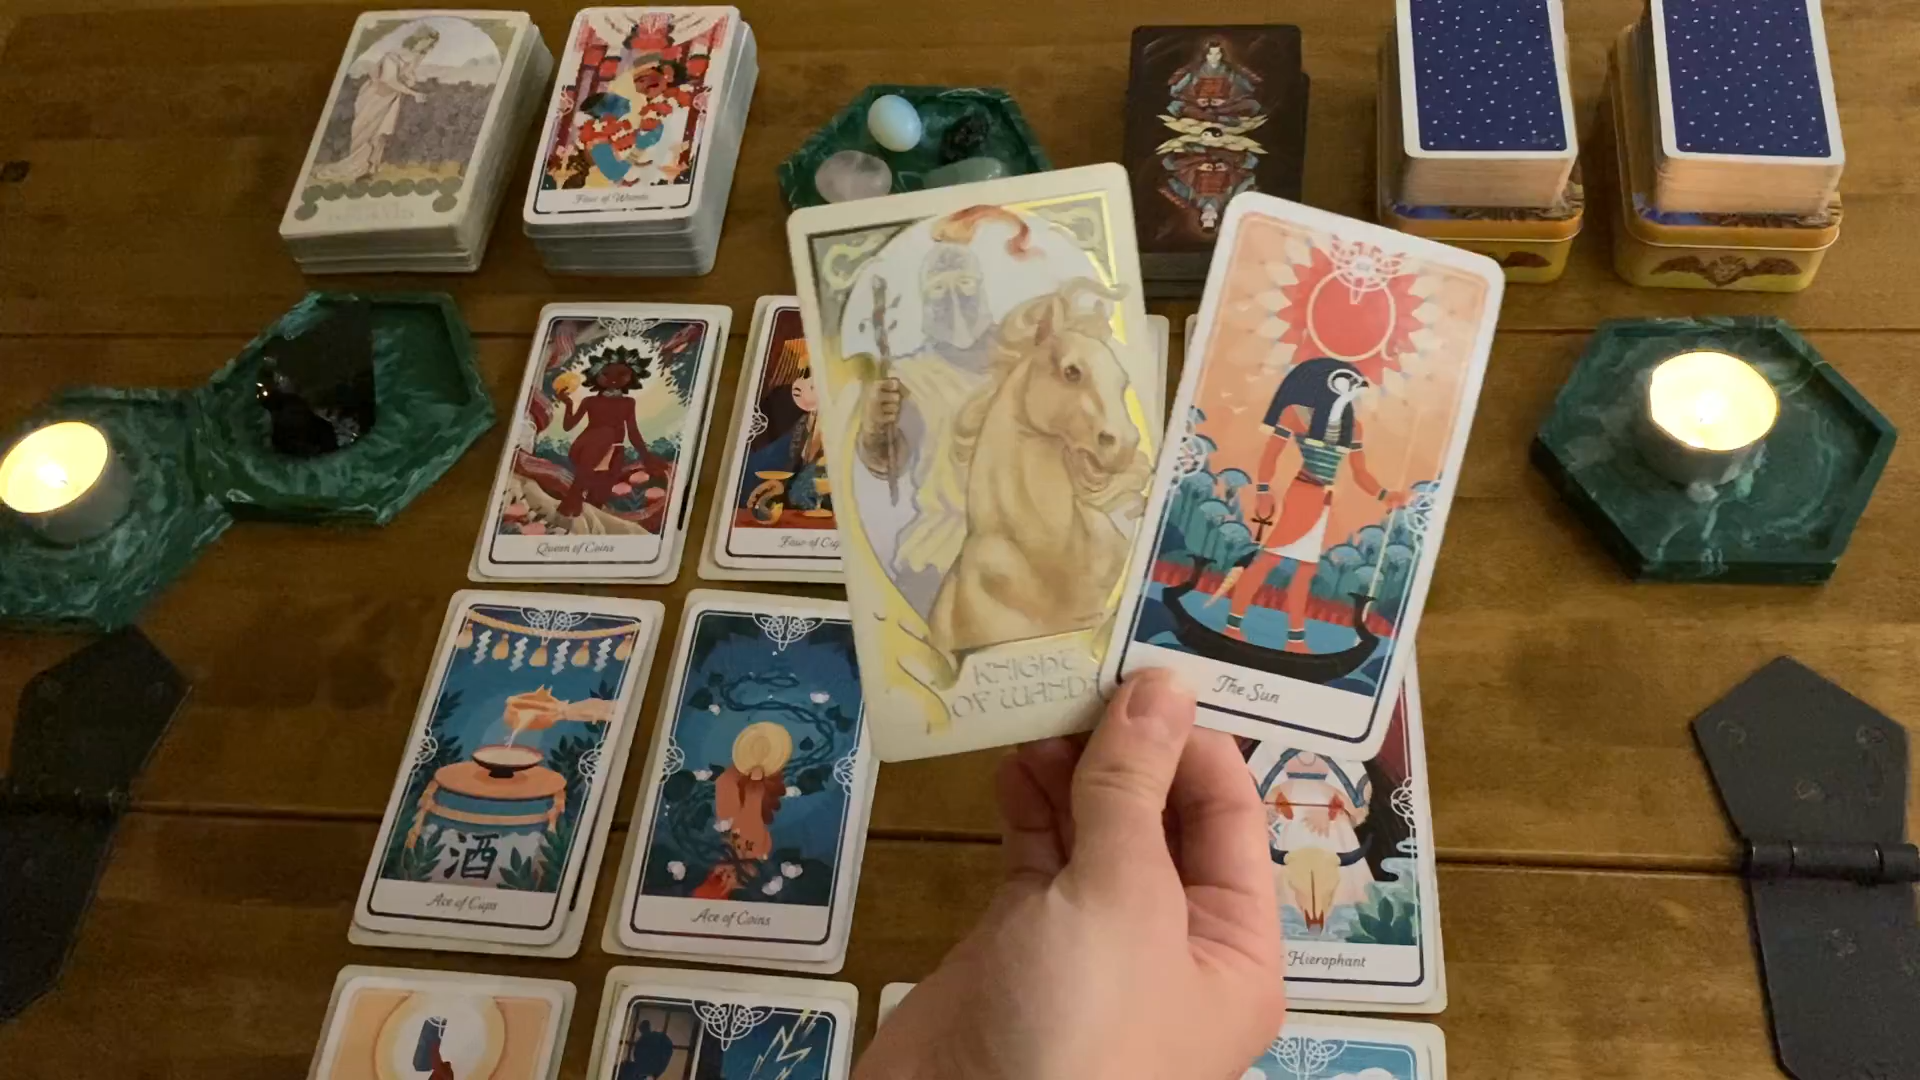 Four of Wands
Queen of Coins
Four of Cup
KNIGHT
OF WANDS
The Sun
酒
Ace of Cups
Ace of Coins
Hierophant